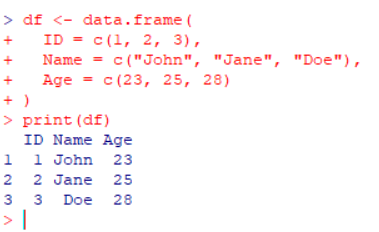 > df <- data.frame(
+   ID = c(1, 2, 3),
+   Name = c("John", "Jane", "Doe"),
+   Age = c(23, 25, 28)
+ )
> print(df)
  ID Name Age
1  1 John  23
2  2 Jane  25
3  3  Doe  28
>